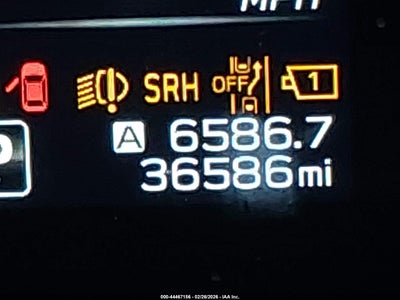 MPH
SRH
OFF
1
A 6586.7
36586mi
000-44467156 - 02/26/2026 - IAA Inc.